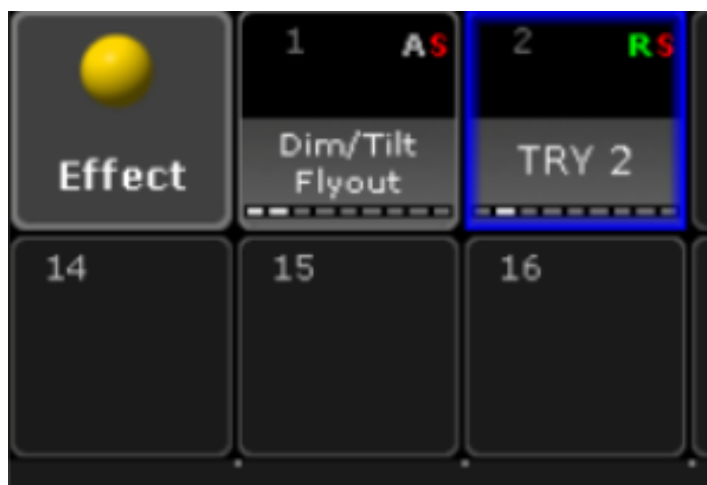 1 AS 2 RS
Effect
Dim/Tilt
Flyout
TRY 2
14 15 16